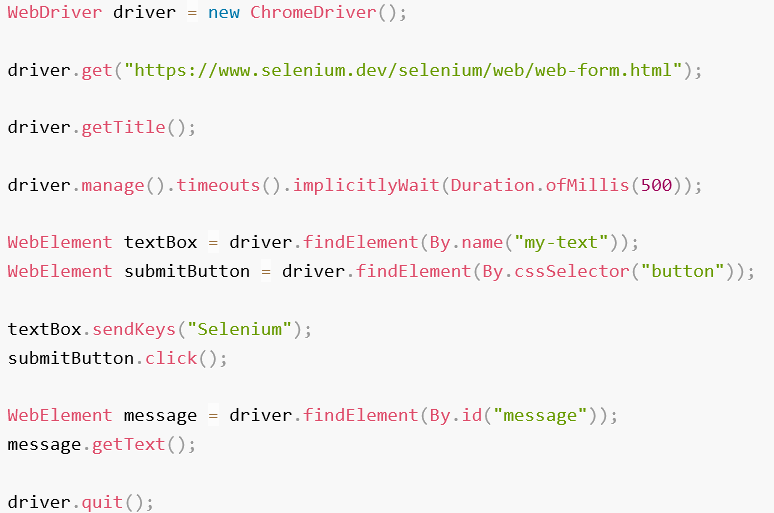 WebDriver driver = new ChromeDriver();
driver.get("https://www.selenium.dev/selenium/web/web-form.html");
driver.getTitle();
driver.manage().timeouts().implicitlyWait(Duration.ofMillis(500));
WebElement textBox = driver.findElement(By.name("my-text"));
WebElement submitButton = driver.findElement(By.cssSelector("button"));
textBox.sendKeys("Selenium");
submitButton.click();
WebElement message = driver.findElement(By.id("message"));
message.getText();
driver.quit();